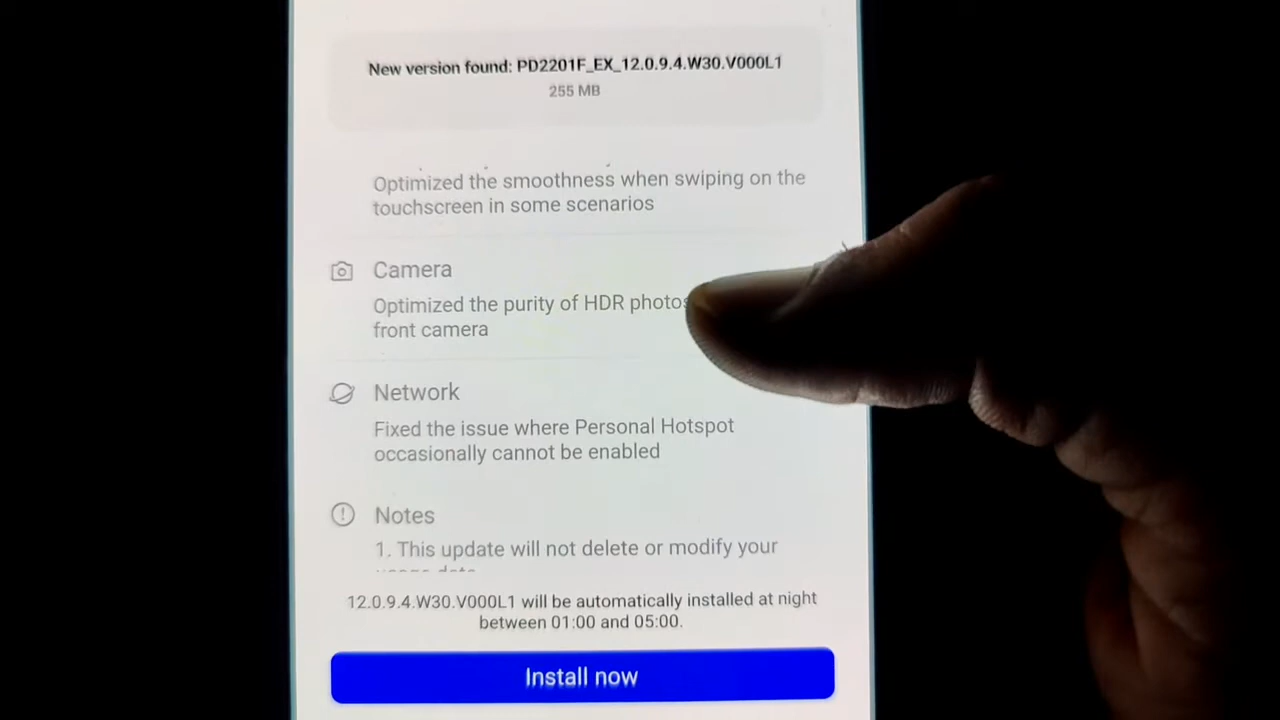 New version found: PD2201F_EX_12.0.9.4.W30.V000L1
255 MB
Optimized the smoothness when swiping on the
touchscreen in some scenarios
Camera
Optimized the purity of HDR photos
front camera
Network
Fixed the issue where Personal Hotspot
occasionally cannot be enabled
Notes
1. This update will not delete or modify your
12.0.9.4.W30.V000L1 will be automatically installed at night
between 01:00 and 05:00.
Install now